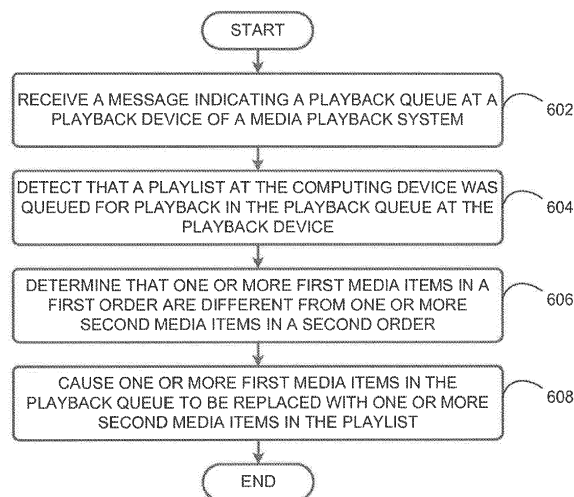 START
RECEIVE A MESSAGE INDICATING A PLAYBACK QUEUE AT A
PLAYBACK DEVICE OF A MEDIA PLAYBACK SYSTEM
602
DETECT THAT A PLAYLIST AT THE COMPUTING DEVICE WAS
QUEUED FOR PLAYBACK IN THE PLAYBACK QUEUE AT THE
PLAYBACK DEVICE
604
DETERMINE THAT ONE OR MORE FIRST MEDIA ITEMS IN A
FIRST ORDER ARE DIFFERENT FROM ONE OR MORE
SECOND MEDIA ITEMS IN A SECOND ORDER
606
CAUSE ONE OR MORE FIRST MEDIA ITEMS IN THE
PLAYBACK QUEUE TO BE REPLACED WITH ONE OR MORE
SECOND MEDIA ITEMS IN THE PLAYLIST
608
END